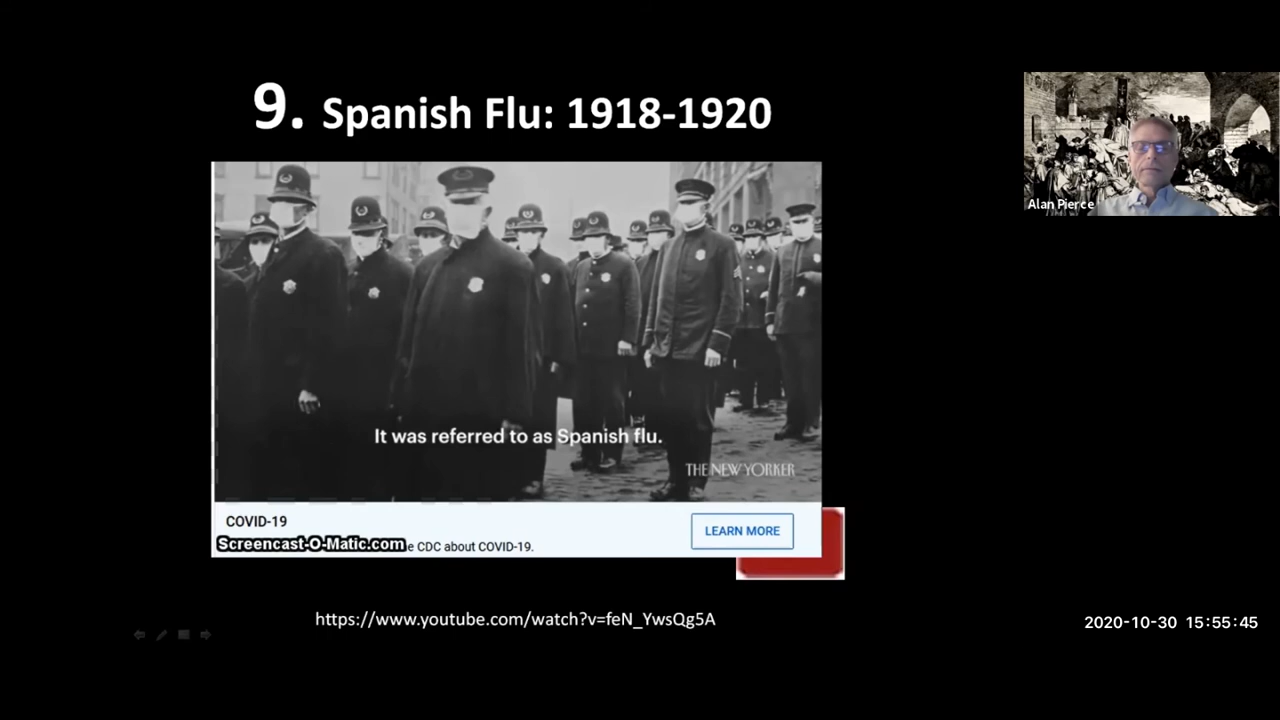 9. Spanish Flu: 1918-1920
Alan Pierce
It was referred to as Spanish flu.
THE NEW YORKER
COVID-19
LEARN MORE
Screencast-O-Matic.com
e CDC about COVID-19.
https://www.youtube.com/watch?v=feN_YwsQg5A
2020-10-30 15:55:45